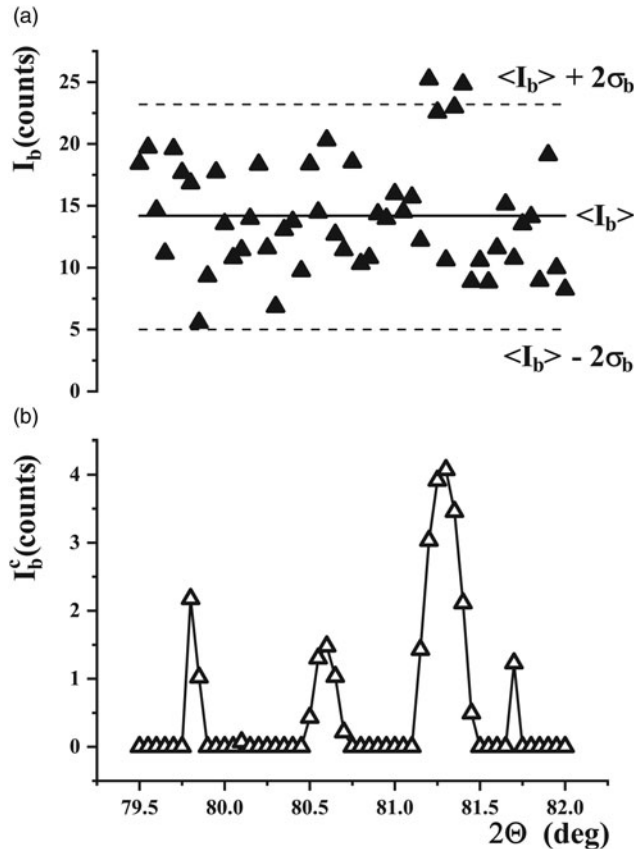 (a)
I_b(counts)
25
20
15
10
5
0
<I_b> + 2σ_b
<I_b>
<I_b> - 2σ_b
(b)
I_b^c(counts)
4
3
2
1
0
79.5 80.0 80.5 81.0 81.5 82.0
2Θ (deg)